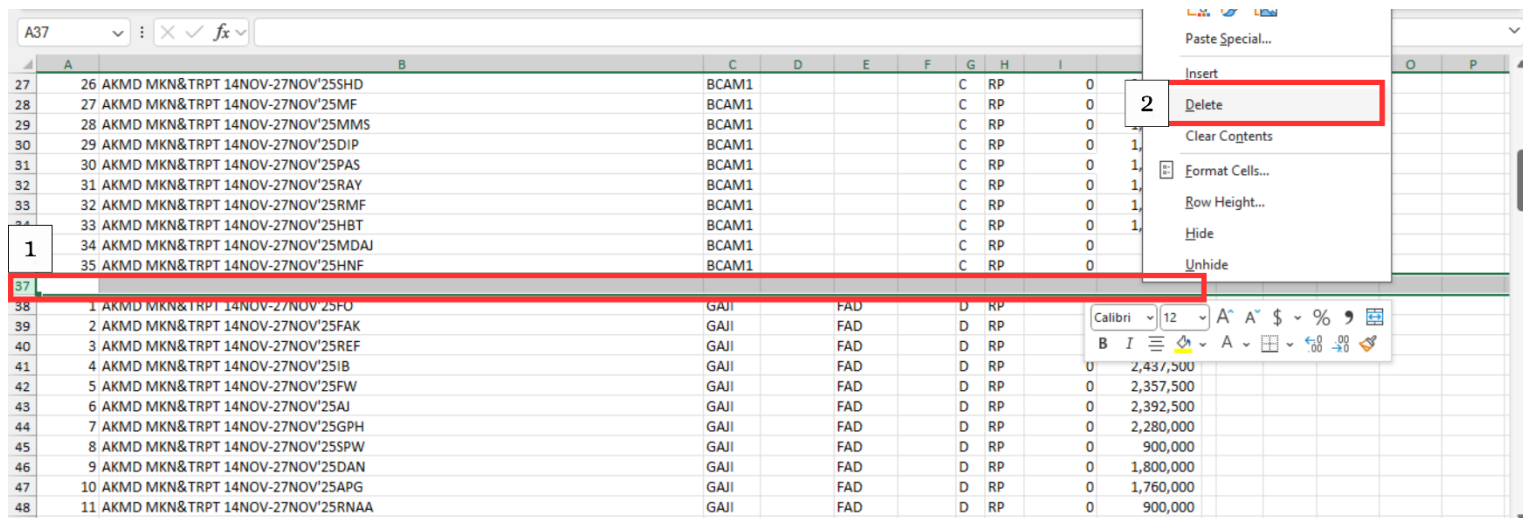 A37 fx
Paste Special...
A B C D E F G H I O P
Insert
27 26 AKMD MKN&TRPT 14NOV-27NOV'25SHD BCAM1 C RP 0
2 Delete
28 27 AKMD MKN&TRPT 14NOV-27NOV'25MF BCAM1 C RP 0
29 28 AKMD MKN&TRPT 14NOV-27NOV'25MMS BCAM1 C RP 0
Clear Contents
30 29 AKMD MKN&TRPT 14NOV-27NOV'25DIP BCAM1 C RP 0 1,
31 30 AKMD MKN&TRPT 14NOV-27NOV'25PAS BCAM1 C RP 0 1,
Format Cells...
32 31 AKMD MKN&TRPT 14NOV-27NOV'25RAY BCAM1 C RP 0 1,
33 32 AKMD MKN&TRPT 14NOV-27NOV'25RMF BCAM1 C RP 0 1,
Row Height...
34 33 AKMD MKN&TRPT 14NOV-27NOV'25HBT BCAM1 C RP 0 1,
Hide
1 34 AKMD MKN&TRPT 14NOV-27NOV'25MDAJ BCAM1 C RP 0
35 AKMD MKN&TRPT 14NOV-27NOV'25HNF BCAM1 C RP 0
Unhide
37
38 1 AKMD MKN&TRPT 14NOV-27NOV'25FO GAJI FAD D RP
Calibri 12 A A $ % 9
39 2 AKMD MKN&TRPT 14NOV-27NOV'25FAK GAJI FAD D RP
B I A
40 3 AKMD MKN&TRPT 14NOV-27NOV'25REF GAJI FAD D RP
41 4 AKMD MKN&TRPT 14NOV-27NOV'25IB GAJI FAD D RP 0 2,437,500
42 5 AKMD MKN&TRPT 14NOV-27NOV'25FW GAJI FAD D RP 0 2,357,500
43 6 AKMD MKN&TRPT 14NOV-27NOV'25AJ GAJI FAD D RP 0 2,392,500
44 7 AKMD MKN&TRPT 14NOV-27NOV'25GPH GAJI FAD D RP 0 2,280,000
45 8 AKMD MKN&TRPT 14NOV-27NOV'25SPW GAJI FAD D RP 0 900,000
46 9 AKMD MKN&TRPT 14NOV-27NOV'25DAN GAJI FAD D RP 0 1,800,000
47 10 AKMD MKN&TRPT 14NOV-27NOV'25APG GAJI FAD D RP 0 1,760,000
48 11 AKMD MKN&TRPT 14NOV-27NOV'25RNAA GAJI FAD D RP 0 900,000